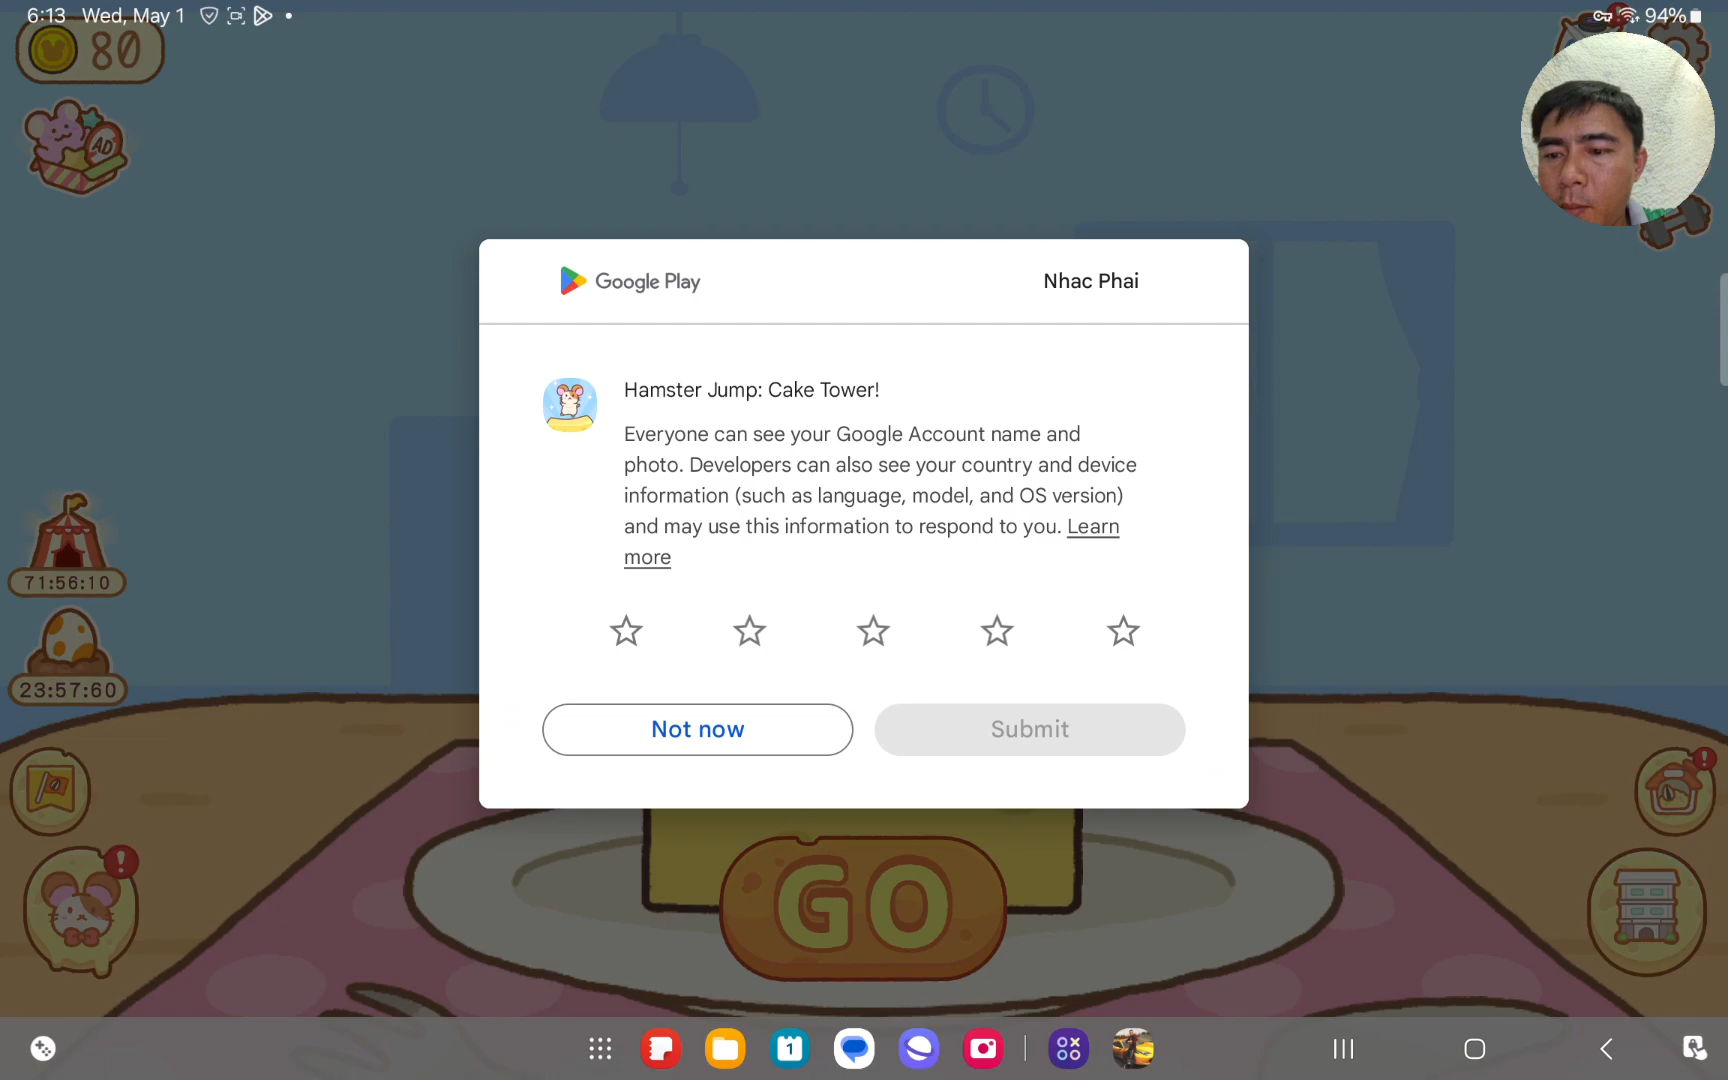 6:13 Wed, May 1
94%
80
AD
Google Play
Nhac Phai
Hamster Jump: Cake Tower!
Everyone can see your Google Account name and
photo. Developers can also see your country and device
information (such as language, model, and OS version)
and may use this information to respond to you. Learn
more
71:56:10
23:57:60
Not now
Submit
!
!
GO
1